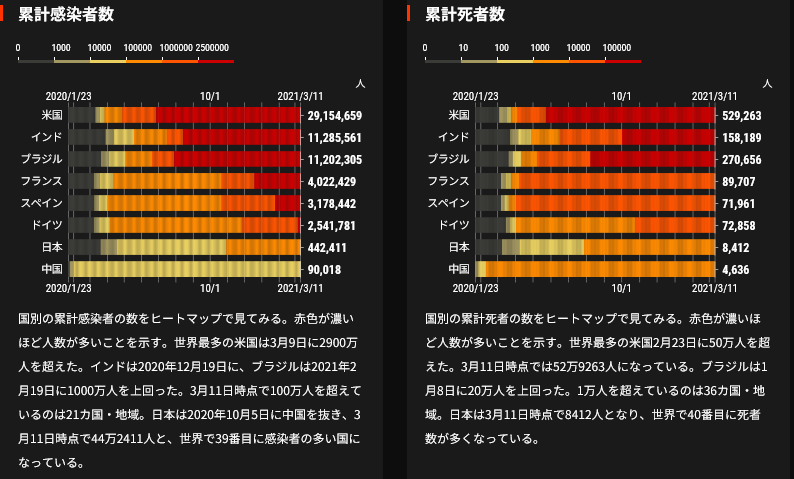 累計感染者数
0 1000 10000 100000 1000000 2500000
人
2020/1/23 10/1 2021/3/11
米国 29,154,659
インド 11,285,561
ブラジル 11,202,305
フランス 4,022,429
スペイン 3,178,442
ドイツ 2,541,781
日本 442,411
中国 90,018
2020/1/23 10/1 2021/3/11
国別の累計感染者の数をヒートマップで見てみる。赤色が濃い
ほど人数が多いことを示す。世界最多の米国は3月9日に2900万
人を超えた。インドは2020年12月19日に、ブラジルは2021年2
月19日に1000万人を上回った。3月11日時点で100万人を超えて
いるのは21カ国・地域。日本は2020年10月5日に中国を抜き、3
月11日時点で44万2411人と、世界で39番目に感染者の多い国に
なっている。
累計死者数
0 10 100 1000 10000 100000
人
2020/1/23 10/1 2021/3/11
米国 529,263
インド 158,189
ブラジル 270,656
フランス 89,707
スペイン 71,961
ドイツ 72,858
日本 8,412
中国 4,636
2020/1/23 10/1 2021/3/11
国別の累計死者の数をヒートマップで見てみる。赤色が濃いほ
ど人数が多いことを示す。世界最多の米国2月23日に50万人を超
えた。3月11日時点では52万9263人になっている。ブラジルは1
月8日に20万人を上回った。1万人を超えているのは36カ国・地
域。日本は3月11日時点で8412人となり、世界で40番目に死者
数が多くなっている。